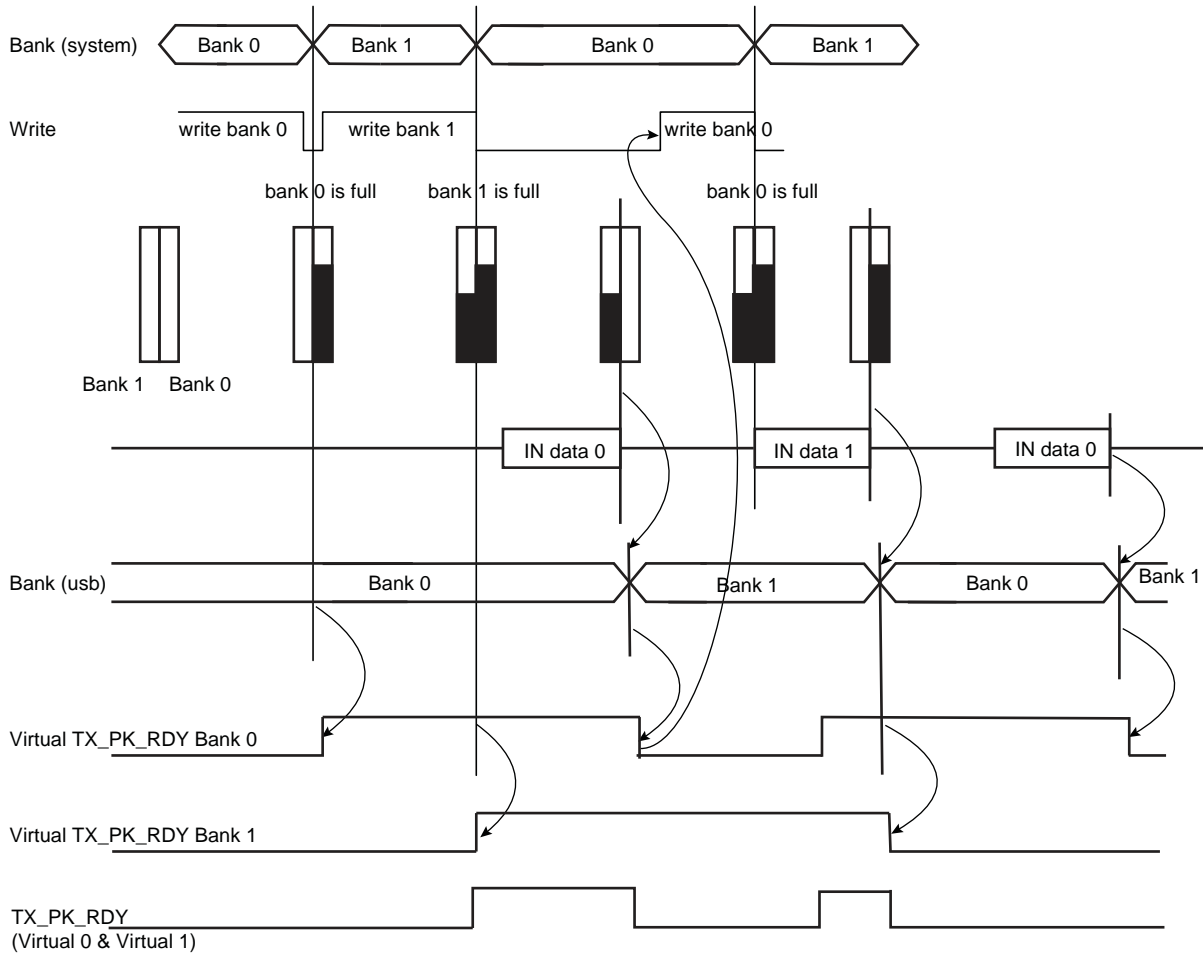 Bank (system)
Bank 0
Bank 1
Bank 0
Bank 1
Write
write bank 0
write bank 1
write bank 0
bank 0 is full
bank 1 is full
bank 0 is full
Bank 1
Bank 0
IN data 0
IN data 1
IN data 0
Bank (usb)
Bank 0
Bank 1
Bank 0
Bank 1
Virtual TX_PK_RDY Bank 0
Virtual TX_PK_RDY Bank 1
TX_PK_RDY
(Virtual 0 & Virtual 1)